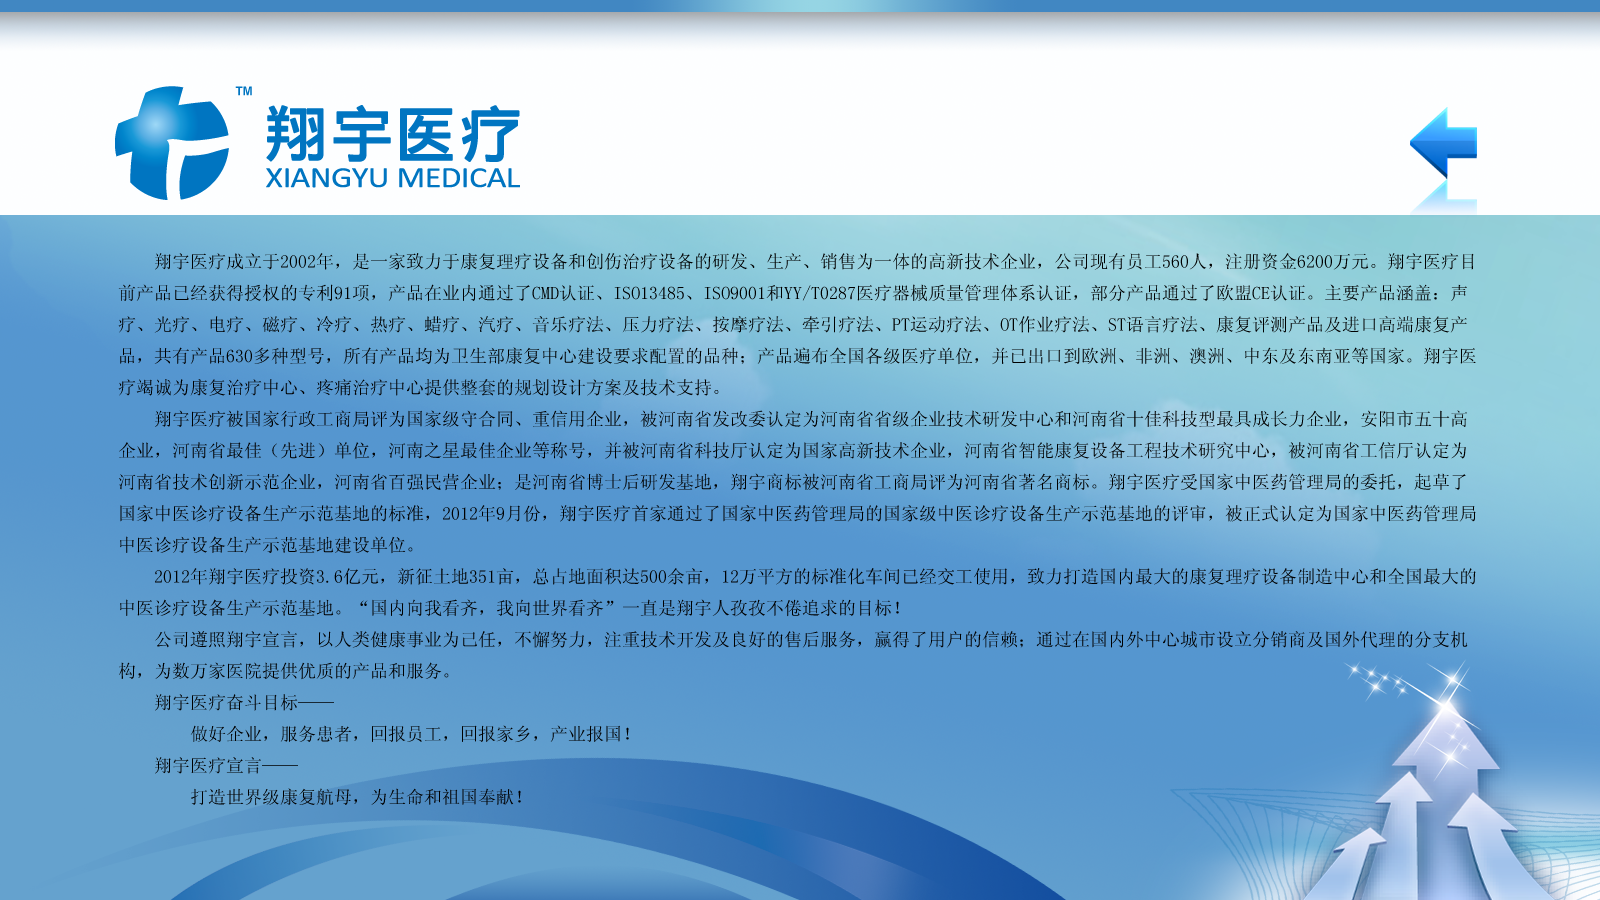 TM
翔宇医疗
XIANGYU MEDICAL
翔宇医疗成立于2002年，是一家致力于康复理疗设备和创伤治疗设备的研发、生产、销售为一体的高新技术企业，公司现有员工560人，注册资金6200万元。翔宇医疗目
前产品已经获得授权的专利91项，产品在业内通过了CMD认证、ISO13485、ISO9001和YY/T0287医疗器械质量管理体系认证，部分产品通过了欧盟CE认证。主要产品涵盖：声
疗、光疗、电疗、磁疗、冷疗、热疗、蜡疗、汽疗、音乐疗法、压力疗法、按摩疗法、牵引疗法、PT运动疗法、OT作业疗法、ST语言疗法、康复评测产品及进口高端康复产
品，共有产品630多种型号，所有产品均为卫生部康复中心建设要求配置的品种；产品遍布全国各级医疗单位，并已出口到欧洲、非洲、澳洲、中东及东南亚等国家。翔宇医
疗竭诚为康复治疗中心、疼痛治疗中心提供整套的规划设计方案及技术支持。
翔宇医疗被国家行政工商局评为国家级守合同、重信用企业，被河南省发改委认定为河南省省级企业技术研发中心和河南省十佳科技型最具成长力企业，安阳市五十高
企业，河南省最佳（先进）单位，河南之星最佳企业等称号，并被河南省科技厅认定为国家高新技术企业，河南省智能康复设备工程技术研究中心，被河南省工信厅认定为
河南省技术创新示范企业，河南省百强民营企业；是河南省博士后研发基地，翔宇商标被河南省工商局评为河南省著名商标。翔宇医疗受国家中医药管理局的委托，起草了
国家中医诊疗设备生产示范基地的标准，2012年9月份，翔宇医疗首家通过了国家中医药管理局的国家级中医诊疗设备生产示范基地的评审，被正式认定为国家中医药管理局
中医诊疗设备生产示范基地建设单位。
2012年翔宇医疗投资3.6亿元，新征土地351亩，总占地面积达500余亩，12万平方的标准化车间已经交工使用，致力打造国内最大的康复理疗设备制造中心和全国最大的
中医诊疗设备生产示范基地。“国内向我看齐，我向世界看齐”一直是翔宇人孜孜不倦追求的目标！
公司遵照翔宇宣言，以人类健康事业为己任，不懈努力，注重技术开发及良好的售后服务，赢得了用户的信赖；通过在国内外中心城市设立分销商及国外代理的分支机
构，为数万家医院提供优质的产品和服务。
翔宇医疗奋斗目标——
做好企业，服务患者，回报员工，回报家乡，产业报国！
翔宇医疗宣言——
打造世界级康复航母，为生命和祖国奉献！